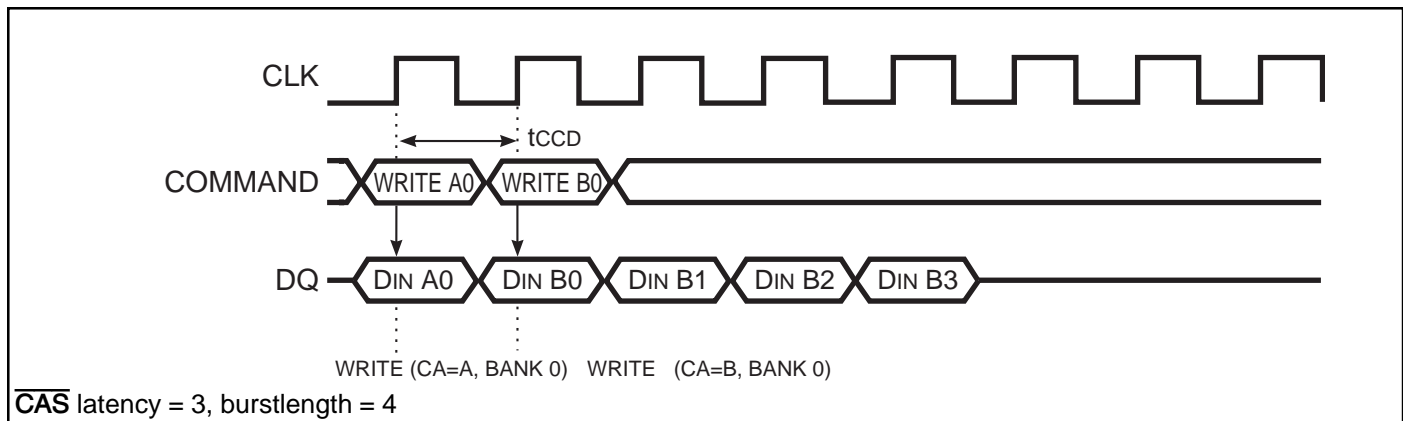 CLK
tCCD
COMMAND WRITE A0 WRITE B0
DQ DIN A0 DIN B0 DIN B1 DIN B2 DIN B3
WRITE (CA=A, BANK 0) WRITE (CA=B, BANK 0)
CAS latency = 3, burstlength = 4